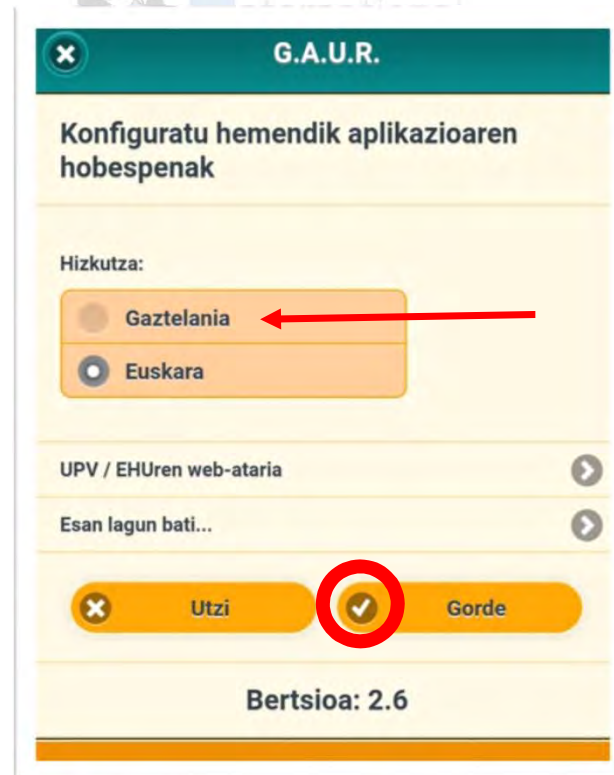 G.A.U.R.
Konfiguratu hemendik aplikazioaren
hobespenak
Hizkutza:
Gaztelania
Euskara
UPV / EHUren web-ataria
Esan lagun bati...
Utzi
Gorde
Bertsioa: 2.6